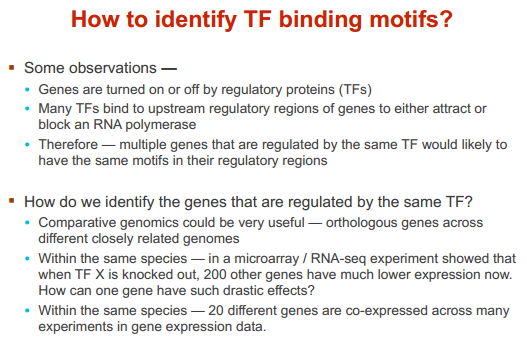 How to identify TF binding motifs?
Some observations —
Genes are turned on or off by regulatory proteins (TFs)
Many TFs bind to upstream regulatory regions of genes to either attract or
block an RNA polymerase
Therefore — multiple genes that are regulated by the same TF would likely to
have the same motifs in their regulatory regions
How do we identify the genes that are regulated by the same TF?
Comparative genomics could be very useful — orthologous genes across
different closely related genomes
Within the same species — in a microarray / RNA-seq experiment showed that
when TF X is knocked out, 200 other genes have much lower expression now.
How can one gene have such drastic effects?
Within the same species — 20 different genes are co-expressed across many
experiments in gene expression data.